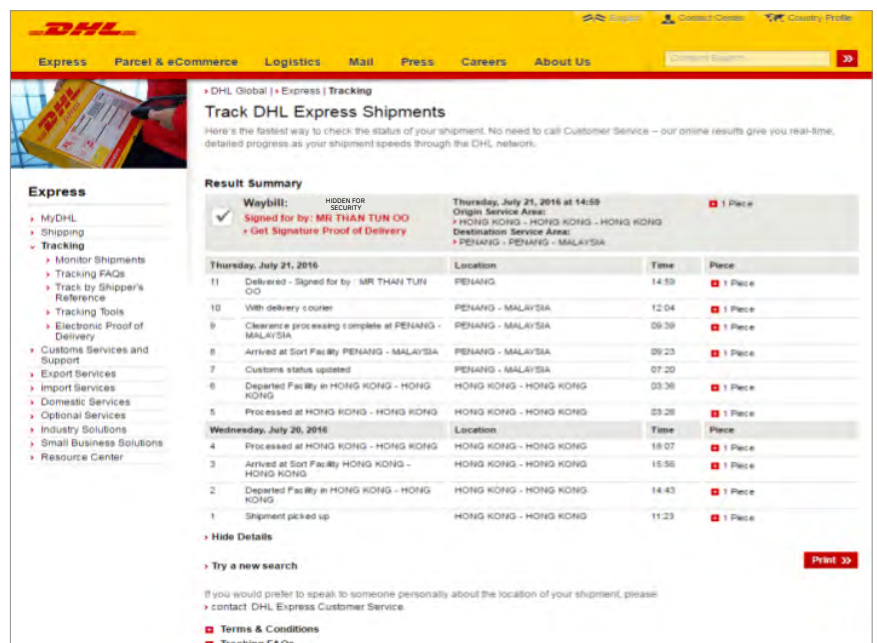 DHL
English Contact Center Country Profile
Express Parcel & eCommerce Logistics Mail Press Careers About Us Content Search
DHL Global | Express | Tracking
Track DHL Express Shipments
Here's the fastest way to check the status of your shipment. No need to call Customer Service – our online results give you real-time,
detailed progress as your shipment speeds through the DHL network.
Express
MyDHL
Shipping
Tracking
Monitor Shipments
Tracking FAQs
Track by Shipper's
Reference
Tracking Tools
Electronic Proof of
Delivery
Customs Services and
Support
Export Services
Import Services
Domestic Services
Optional Services
Industry Solutions
Small Business Solutions
Resource Center
Result Summary
Waybill: HIDDEN FOR
SECURITY
Signed for by: MR THAN TUN OO
Get Signature Proof of Delivery
Thursday, July 21, 2016 at 14:59
Origin Service Area:
HONG KONG - HONG KONG - HONG KONG
Destination Service Area:
PENANG - PENANG - MALAYSIA
1 Piece
Thursday, July 21, 2016 Location Time Piece
11 Delivered - Signed for by : MR THAN TUN PENANG 14:59 1 Piece
OO
10 With delivery courier PENANG - MALAYSIA 12:04 1 Piece
9 Clearance processing complete at PENANG - PENANG - MALAYSIA 09:39 1 Piece
MALAYSIA
8 Arrived at Sort Facility PENANG - MALAYSIA PENANG - MALAYSIA 09:23 1 Piece
7 Customs status updated PENANG - MALAYSIA 07:20
6 Departed Facility in HONG KONG - HONG HONG KONG - HONG KONG 03:36 1 Piece
KONG
5 Processed at HONG KONG - HONG KONG HONG KONG - HONG KONG 03:28 1 Piece
Wednesday, July 20, 2016 Location Time Piece
4 Processed at HONG KONG - HONG KONG HONG KONG - HONG KONG 18:07 1 Piece
3 Arrived at Sort Facility HONG KONG - HONG KONG - HONG KONG 15:56 1 Piece
HONG KONG
2 Departed Facility in HONG KONG - HONG HONG KONG - HONG KONG 14:43 1 Piece
KONG
1 Shipment picked up HONG KONG - HONG KONG 11:23 1 Piece
Hide Details
Try a new search
Print
If you would prefer to speak to someone personally about the location of your shipment, please
contact DHL Express Customer Service
Terms & Conditions
Tracking FAQs